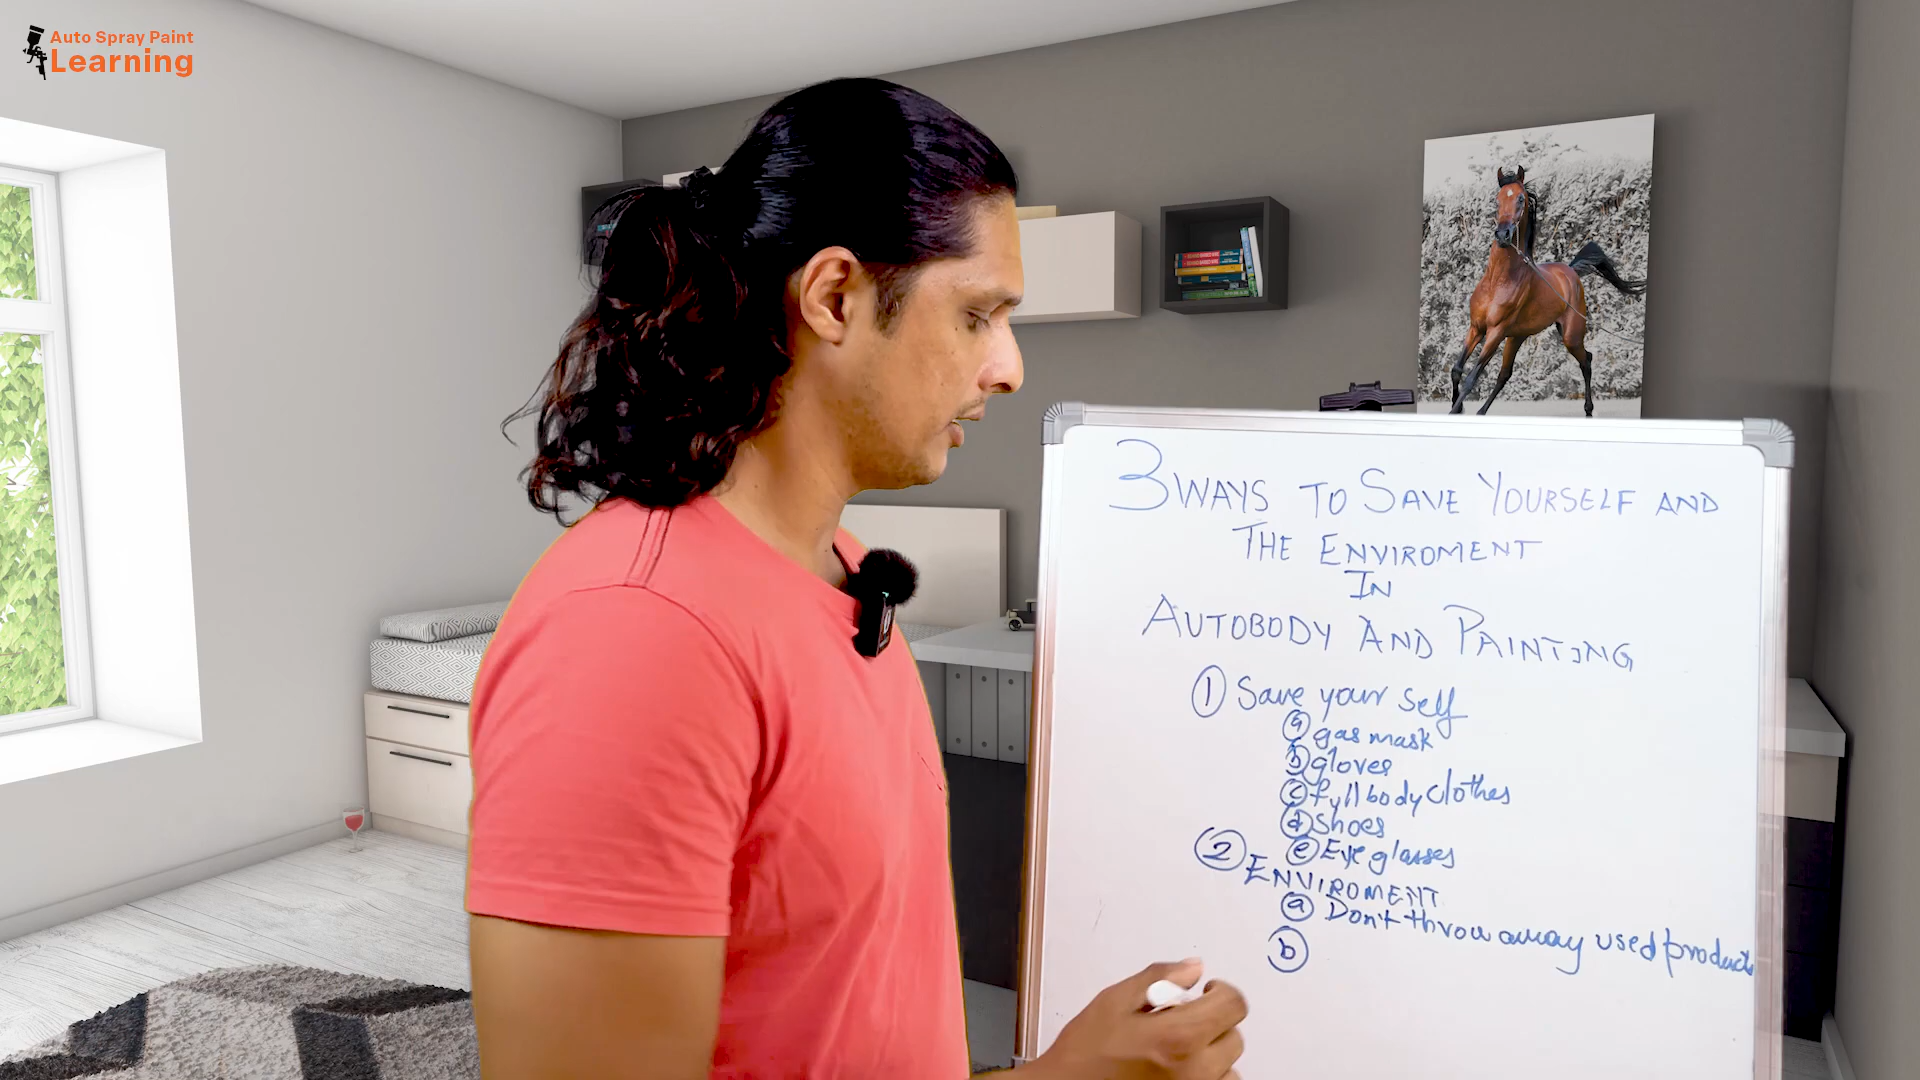 Auto Spray Paint
Learning
3 WAYS TO SAVE YOURSELF AND
THE ENVIROMENT
IN
AUTOBODY AND PAINTING
① Save your self
ⓐ gas mask
ⓑ gloves
ⓒ full body clothes
ⓓ Shoes
ⓔ Eye glasses
② ENVIROMENT
ⓐ Don't throw away used products
ⓑ